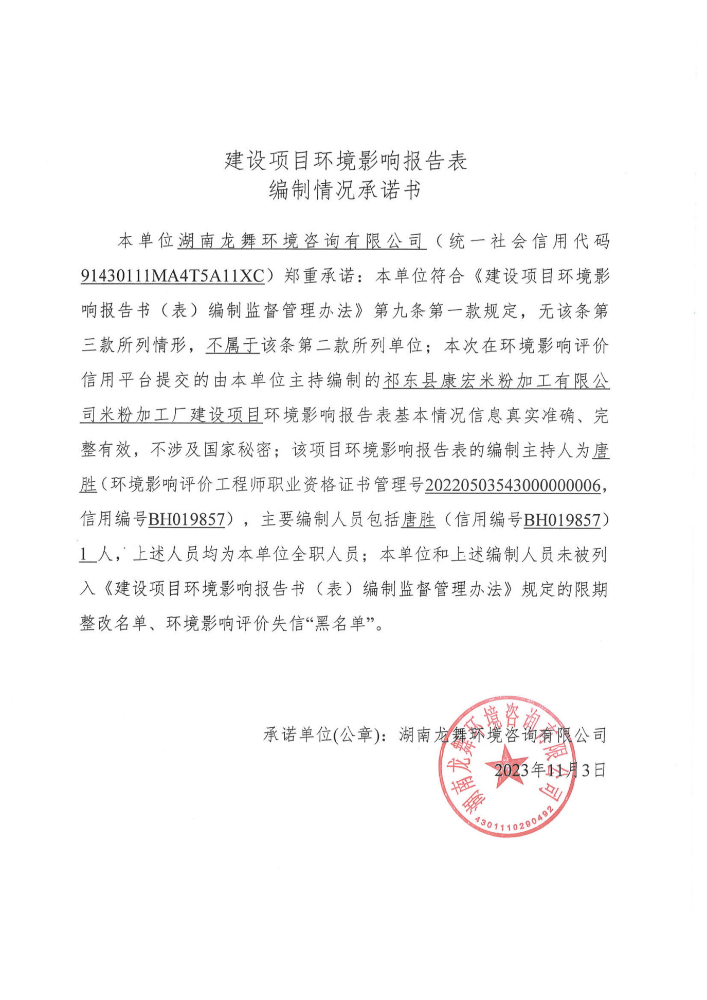 建设项目环境影响报告表
编制情况承诺书
本单位湖南龙舞环境咨询有限公司（统一社会信用代码
91430111MA4T5A11XC）郑重承诺：本单位符合《建设项目环境影
响报告书（表）编制监督管理办法》第九条第一款规定，无该条第
三款所列情形，不属于该条第二款所列单位；本次在环境影响评价
信用平台提交的由本单位主持编制的祁东县康宏米粉加工有限公
司米粉加工厂建设项目环境影响报告表基本情况信息真实准确、完
整有效，不涉及国家秘密；该项目环境影响报告表的编制主持人为唐
胜（环境影响评价工程师职业资格证书管理号20220503543000000006，
信用编号BH019857），主要编制人员包括唐胜（信用编号BH019857）
1 人，上述人员均为本单位全职人员；本单位和上述编制人员未被列
入《建设项目环境影响报告书（表）编制监督管理办法》规定的限期
整改名单、环境影响评价失信“黑名单”。
承诺单位(公章)：湖南龙舞环境咨询有限公司
2023年11月3日
湖南龙舞环境咨询有限公司
4301110290492